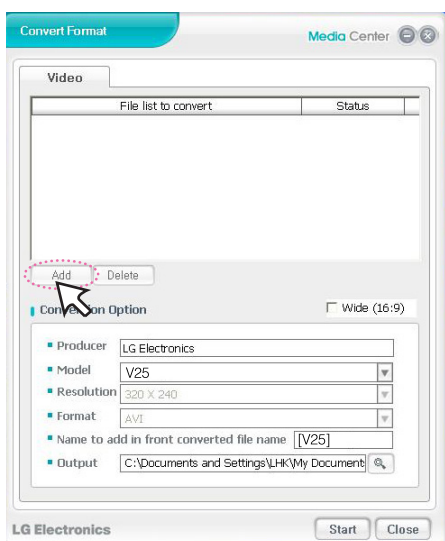 Convert Format
Media Center
Video
File list to convert Status
Add Delete
Conversion Option
Wide (16:9)
Producer LG Electronics
Model V25
Resolution 320 X 240
Format AVI
Name to add in front converted file name [V25]
Output C:\Documents and Settings\LHK\My Document
LG Electronics
Start Close